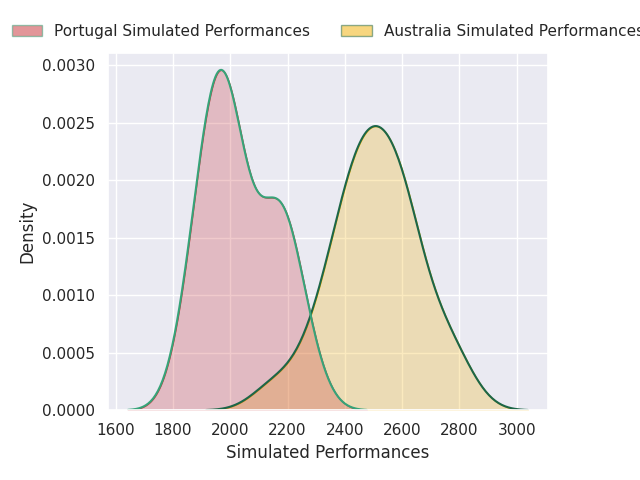 Portugal Simulated Performances Australia Simulated Performances
0.0030
0.0025
0.0020
0.0015
0.0010
0.0005
0.0000
Density
1600 1800 2000 2200 2400 2600 2800 3000
Simulated Performances